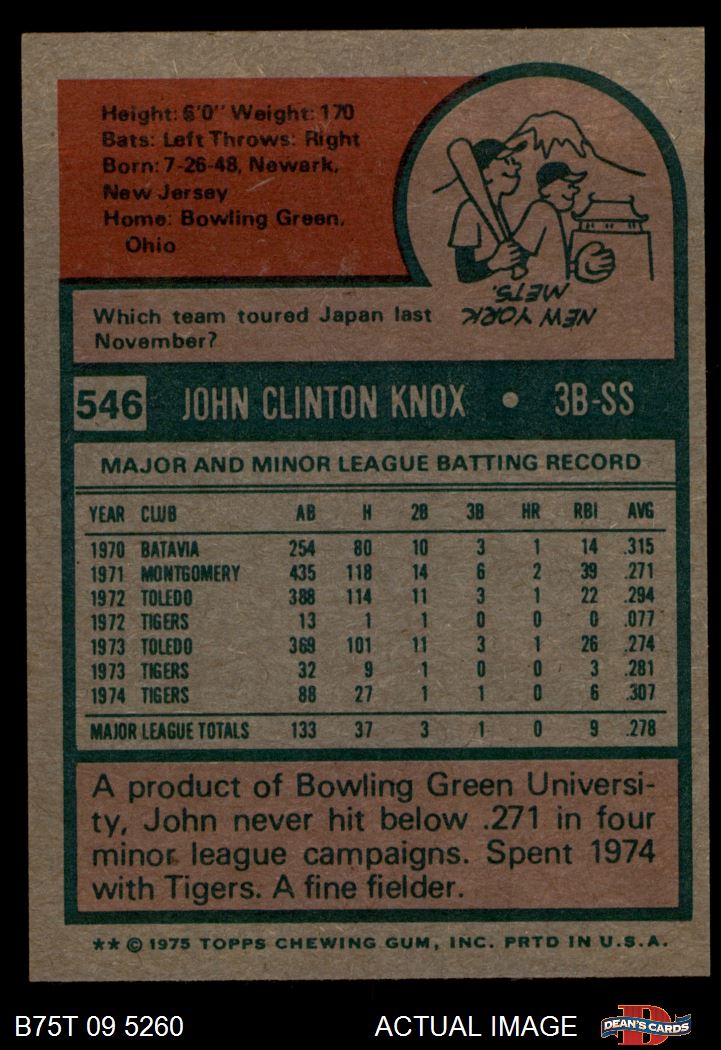 Height: 6'0" Weight: 170
Bats: Left Throws: Right
Born: 7-26-48, Newark,
New Jersey
Home: Bowling Green,
Ohio
Which team toured Japan last
November?
NEW YORK
METS.
546 JOHN CLINTON KNOX • 3B-SS
MAJOR AND MINOR LEAGUE BATTING RECORD
YEAR CLUB AB H 2B 3B HR RBI AVG
1970 BATAVIA 254 80 10 3 1 14 .315
1971 MONTGOMERY 435 118 14 6 2 39 .271
1972 TOLEDO 388 114 11 3 1 22 .294
1972 TIGERS 13 1 1 0 0 0 .077
1973 TOLEDO 369 101 11 3 1 26 .274
1973 TIGERS 32 9 1 0 0 3 .281
1974 TIGERS 88 27 1 1 0 6 .307
MAJOR LEAGUE TOTALS 133 37 3 1 0 9 .278
A product of Bowling Green Universi-
ty, John never hit below .271 in four
minor league campaigns. Spent 1974
with Tigers. A fine fielder.
** © 1975 TOPPS CHEWING GUM, INC. PRTD IN U.S.A.
B75T 09 5260 ACTUAL IMAGE DEAN'S CARDS